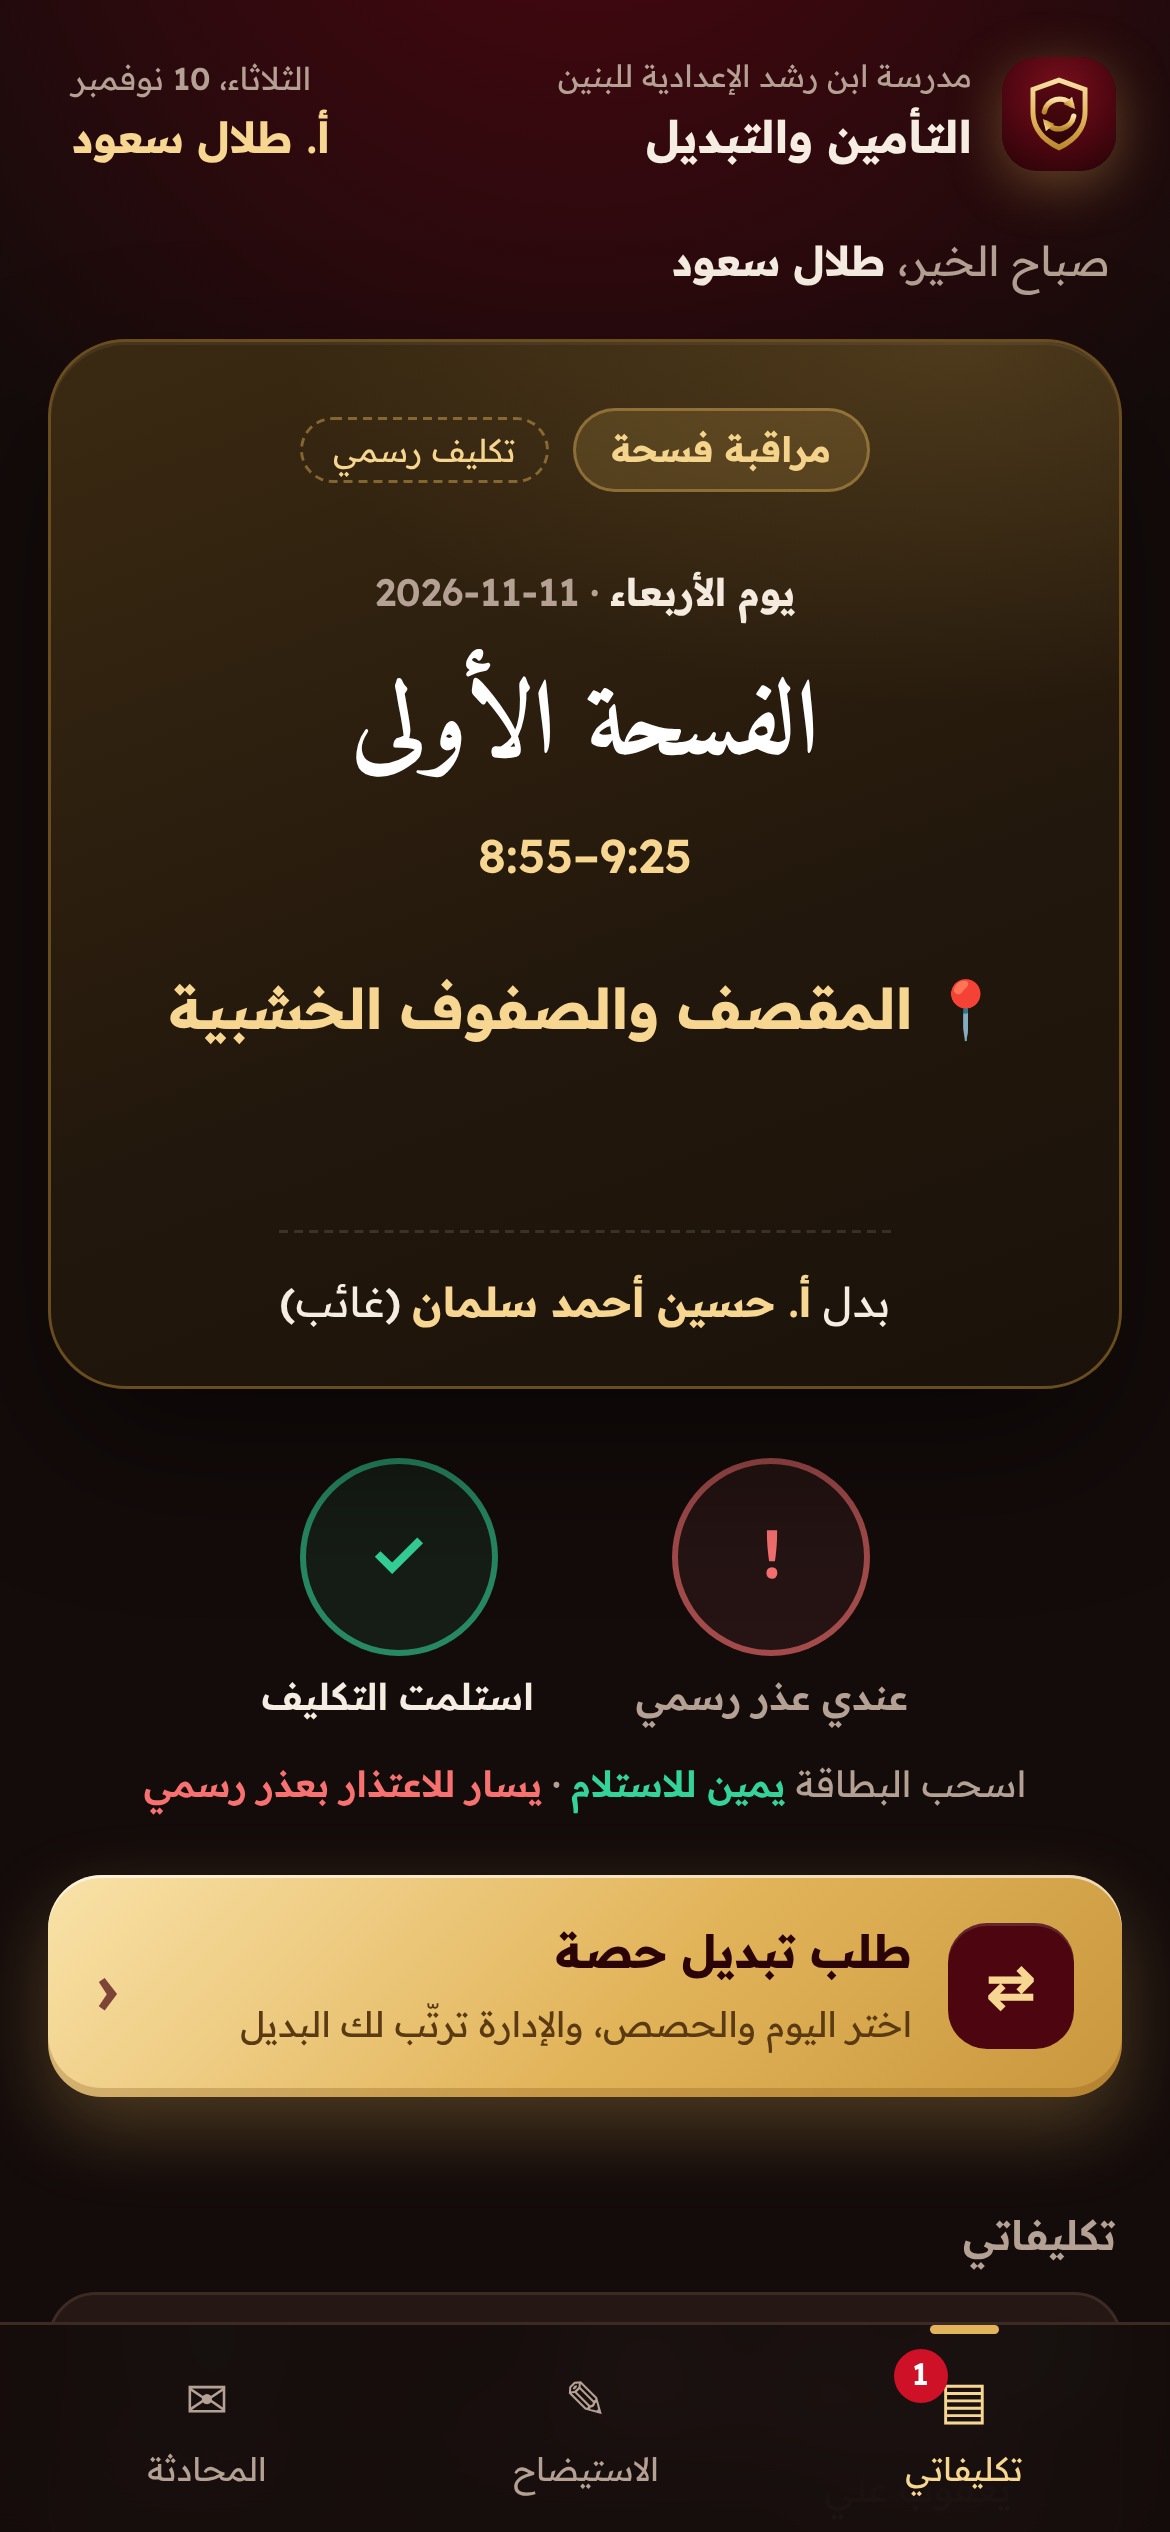 مدرسة ابن رشد الإعدادية للبنين
التأمين والتبديل
الثلاثاء، 10 نوفمبر
أ. طلال سعود
صباح الخير، طلال سعود
مراقبة فسحة
تكليف رسمي
يوم الأربعاء · 2026-11-11
الفسحة الأولى
8:55–9:25
المقصف والصفوف الخشبية
بدل أ. حسين أحمد سلمان (غائب)
عندي عذر رسمي
استلمت التكليف
اسحب البطاقة يمين للاستلام · يسار للاعتذار بعذر رسمي
طلب تبديل حصة
اختر اليوم والحصص، والإدارة ترتّب لك البديل
تكليفاتي
1
تكليفاتي
الاستيضاح
المحادثة